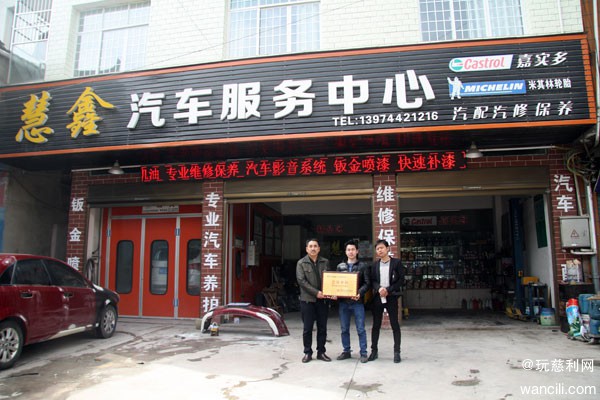 慧鑫 汽车服务中心
TEL:13974421216
Castrol 嘉实多
MICHELIN 米其林轮胎
汽配汽修保养
机油 专业维修保养 汽车影音系统 钣金喷漆 快速补漆
钣金喷
专业汽车养护
维修保
汽车
Castrol
@玩慈利网
wancili.com